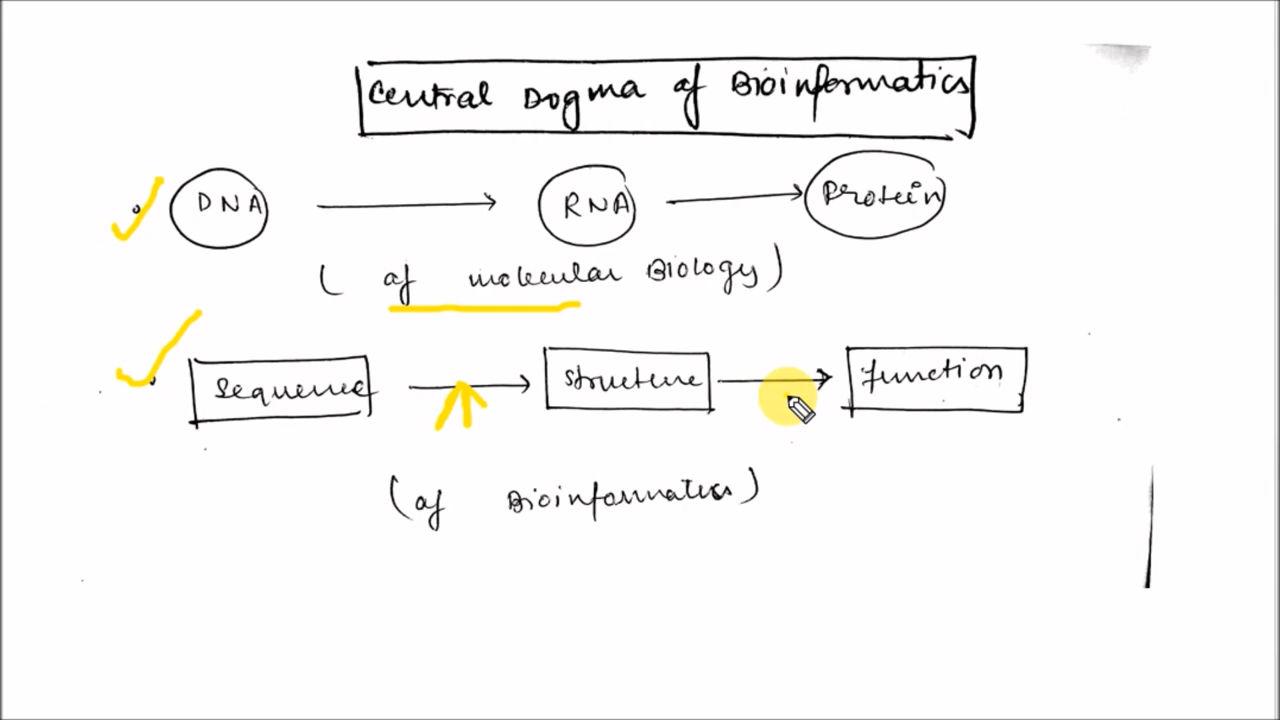 Central Dogma of Bioinformatics
DNA → RNA → Protein
( of molecular Biology )
Sequence → Structure → function
( of Bioinformatics )